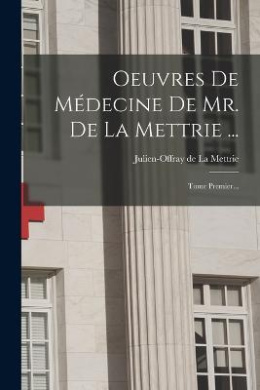 Oeuvres De
Médecine De Mr.
De La Mettrie ...
Julien-Offray de La Mettrie
Tome Premier...